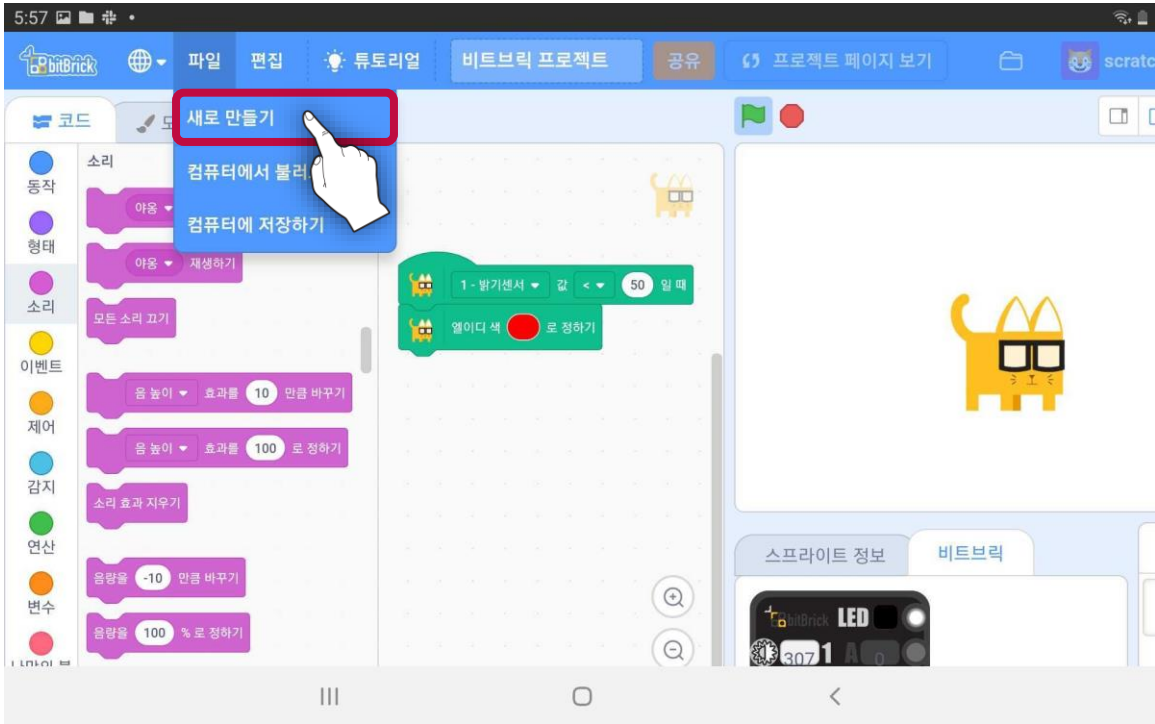 5:57
bitBrick 파일 편집 튜토리얼 비트브릭 프로젝트 공유 프로젝트 페이지 보기 scratc
코드
새로 만들기
컴퓨터에서
컴퓨터에 저장하기
동작
형태
소리
이벤트
제어
감지
연산
변수
소리
야옹
야옹 재생하기
모든 소리 끄기
음 높이 효과를 10 만큼 바꾸기
음 높이 효과를 100 로 정하기
소리 효과 지우기
음량을 -10 만큼 바꾸기
음량을 100 % 로 정하기
1 - 밝기센서 값 < 50 일 때
엘이디 색 로 정하기
스프라이트 정보 비트브릭
bitBrick LED
307 1 A 0